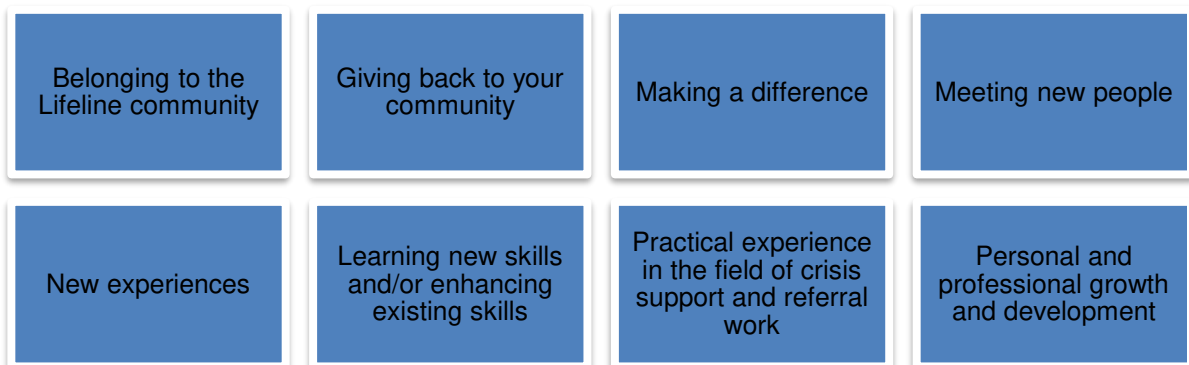 Belonging to the
Lifeline community
Giving back to your
community
Making a difference
Meeting new people
New experiences
Learning new skills
and/or enhancing
existing skills
Practical experience
in the field of crisis
support and referral
work
Personal and
professional growth
and development